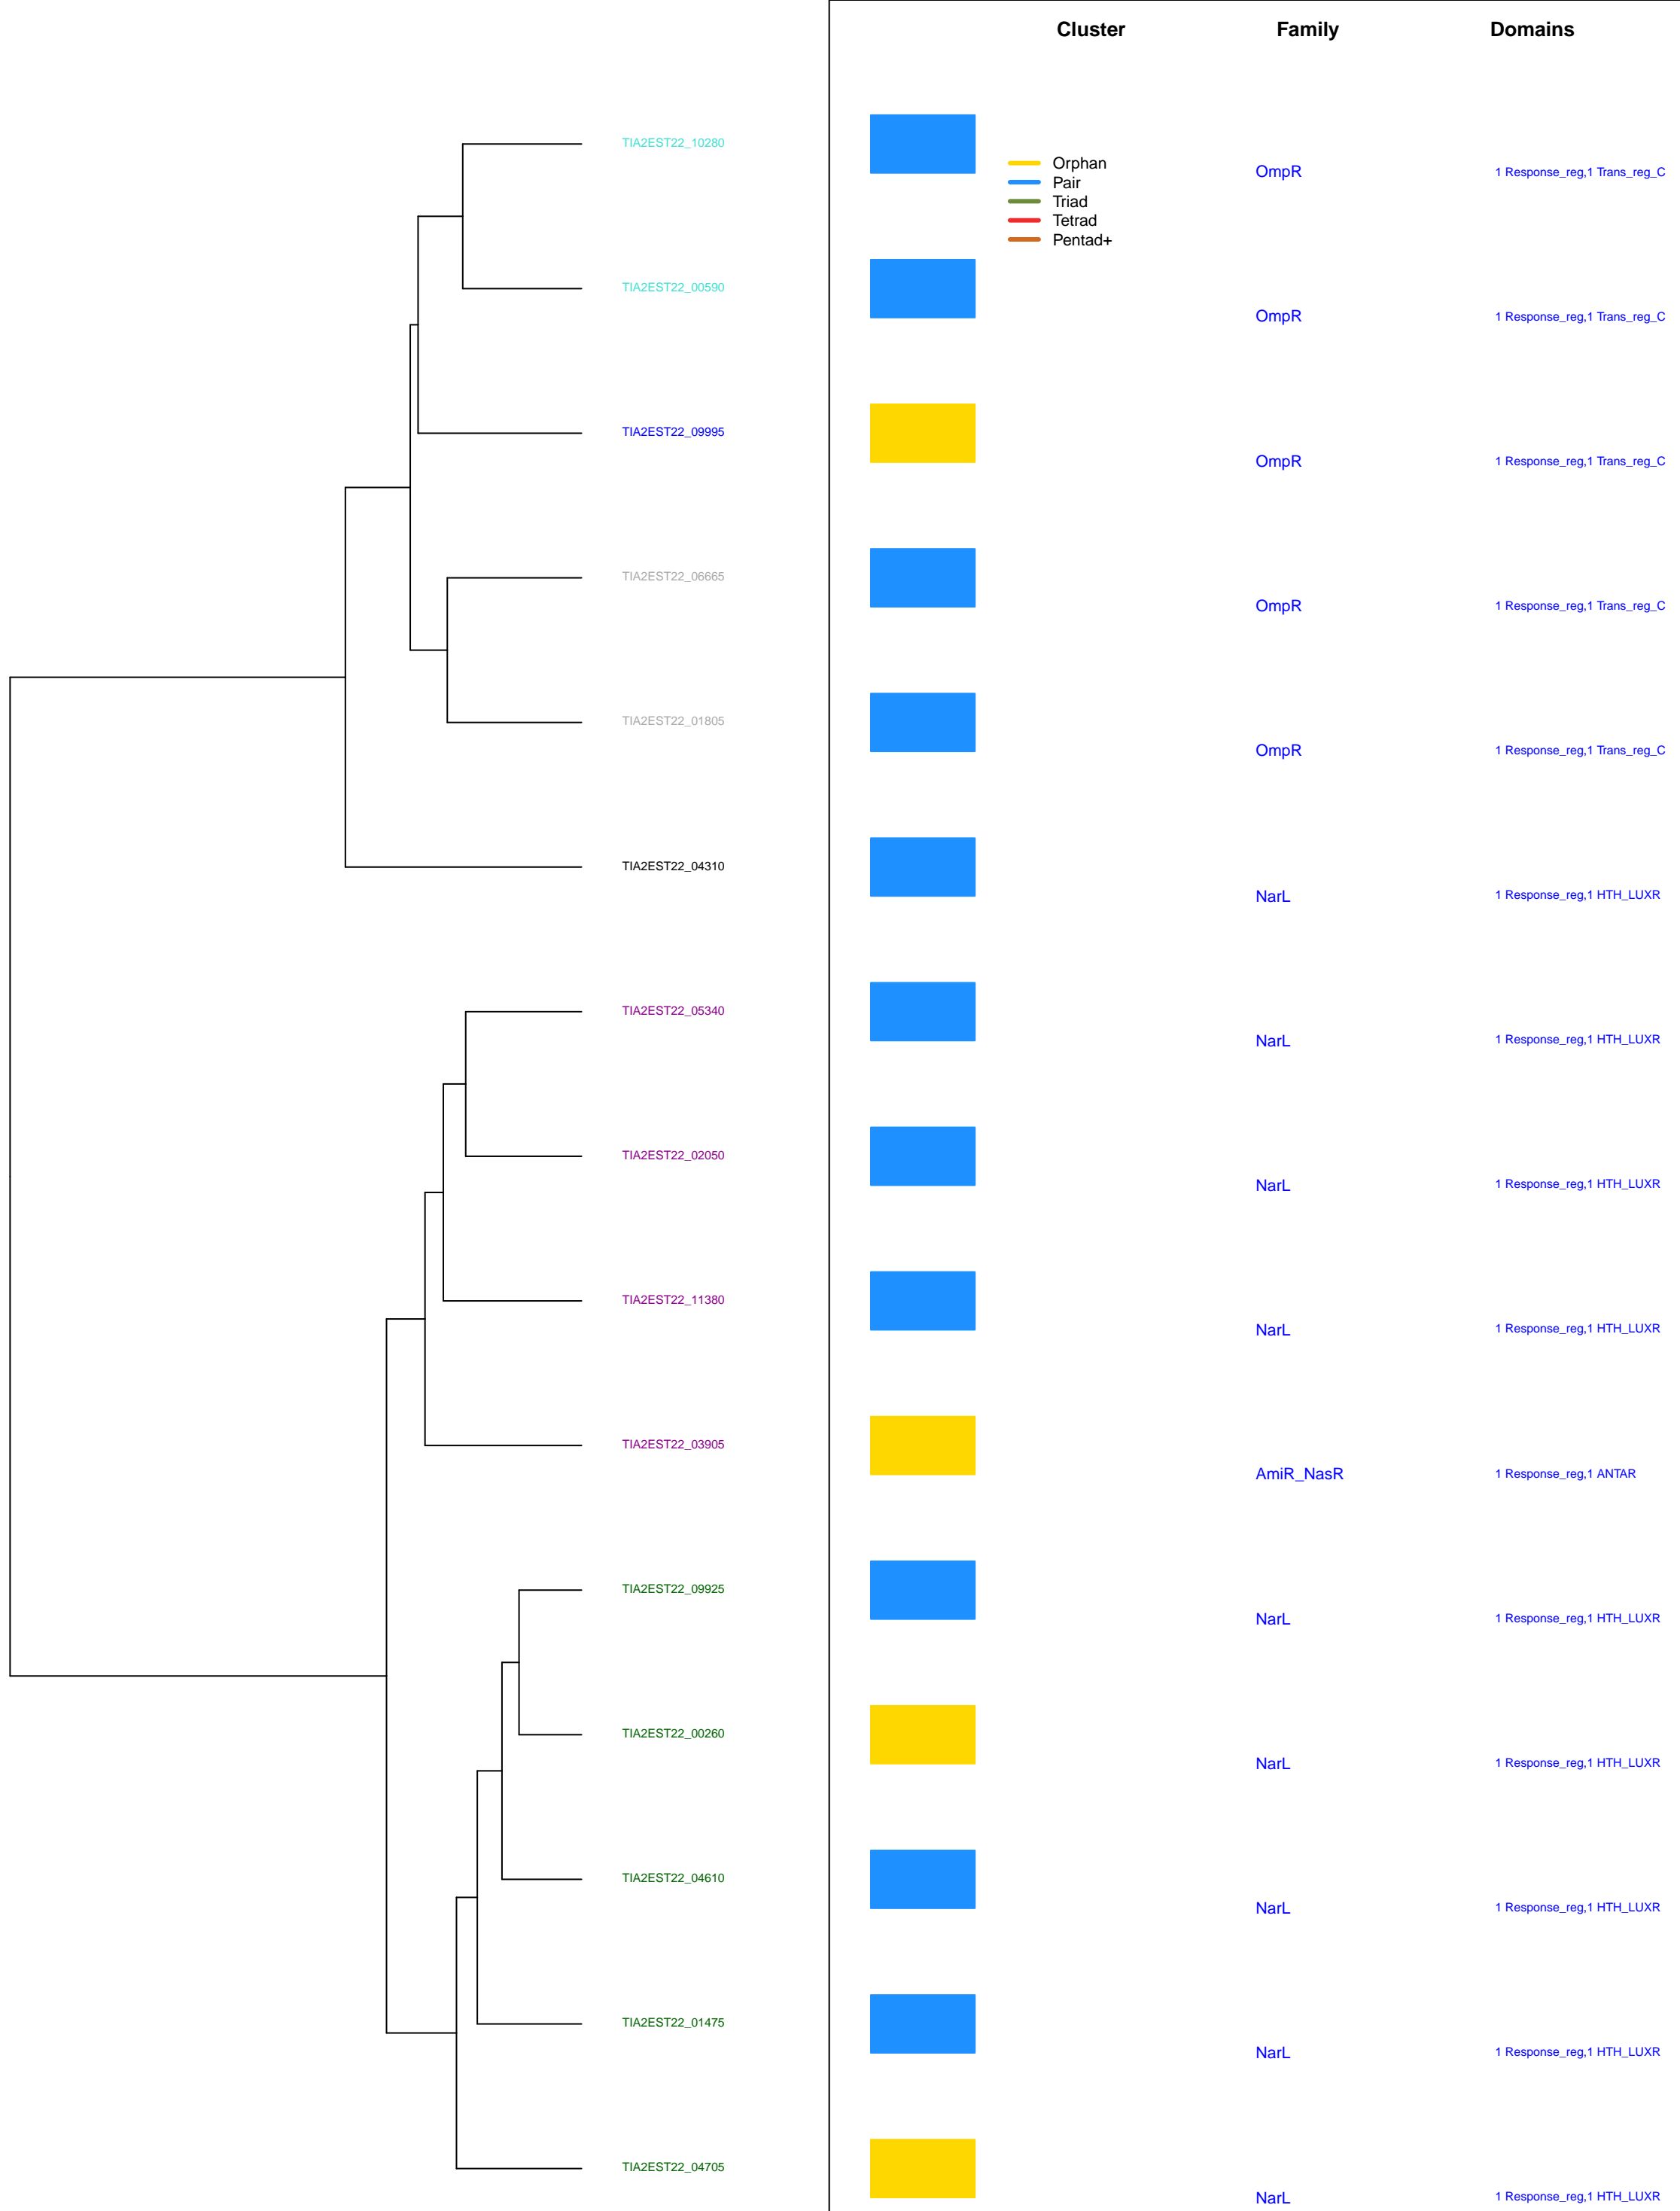 Cluster Family Domains
TIA2EST22_10280
Orphan
Pair
Triad
Tetrad
Pentad+
OmpR 1 Response_reg,1 Trans_reg_C
TIA2EST22_00590
OmpR 1 Response_reg,1 Trans_reg_C
TIA2EST22_09995
OmpR 1 Response_reg,1 Trans_reg_C
TIA2EST22_06665
OmpR 1 Response_reg,1 Trans_reg_C
TIA2EST22_01805
OmpR 1 Response_reg,1 Trans_reg_C
TIA2EST22_04310
NarL 1 Response_reg,1 HTH_LUXR
TIA2EST22_05340
NarL 1 Response_reg,1 HTH_LUXR
TIA2EST22_02050
NarL 1 Response_reg,1 HTH_LUXR
TIA2EST22_11380
NarL 1 Response_reg,1 HTH_LUXR
TIA2EST22_03905
AmiR_NasR 1 Response_reg,1 ANTAR
TIA2EST22_09925
NarL 1 Response_reg,1 HTH_LUXR
TIA2EST22_00260
NarL 1 Response_reg,1 HTH_LUXR
TIA2EST22_04610
NarL 1 Response_reg,1 HTH_LUXR
TIA2EST22_01475
NarL 1 Response_reg,1 HTH_LUXR
TIA2EST22_04705
NarL 1 Response_reg,1 HTH_LUXR